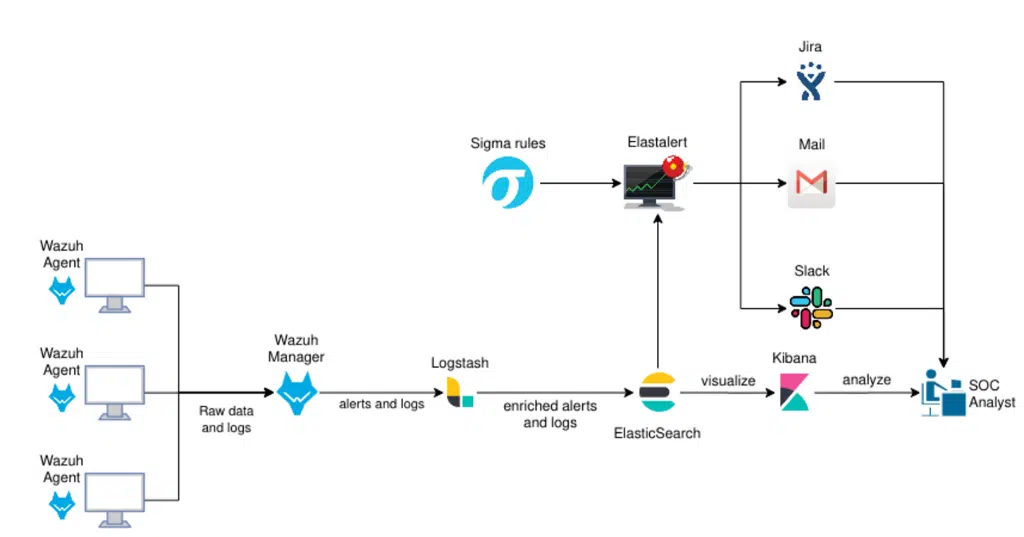 Jira
Sigma rules
Elastalert
Mail
σ
Slack
Wazuh
Agent
Wazuh
Agent
Wazuh
Agent
Raw data
and logs
Wazuh
Manager
alerts and logs
Logstash
enriched alerts
and logs
ElasticSearch
visualize
Kibana
analyze
SOC
Analyst